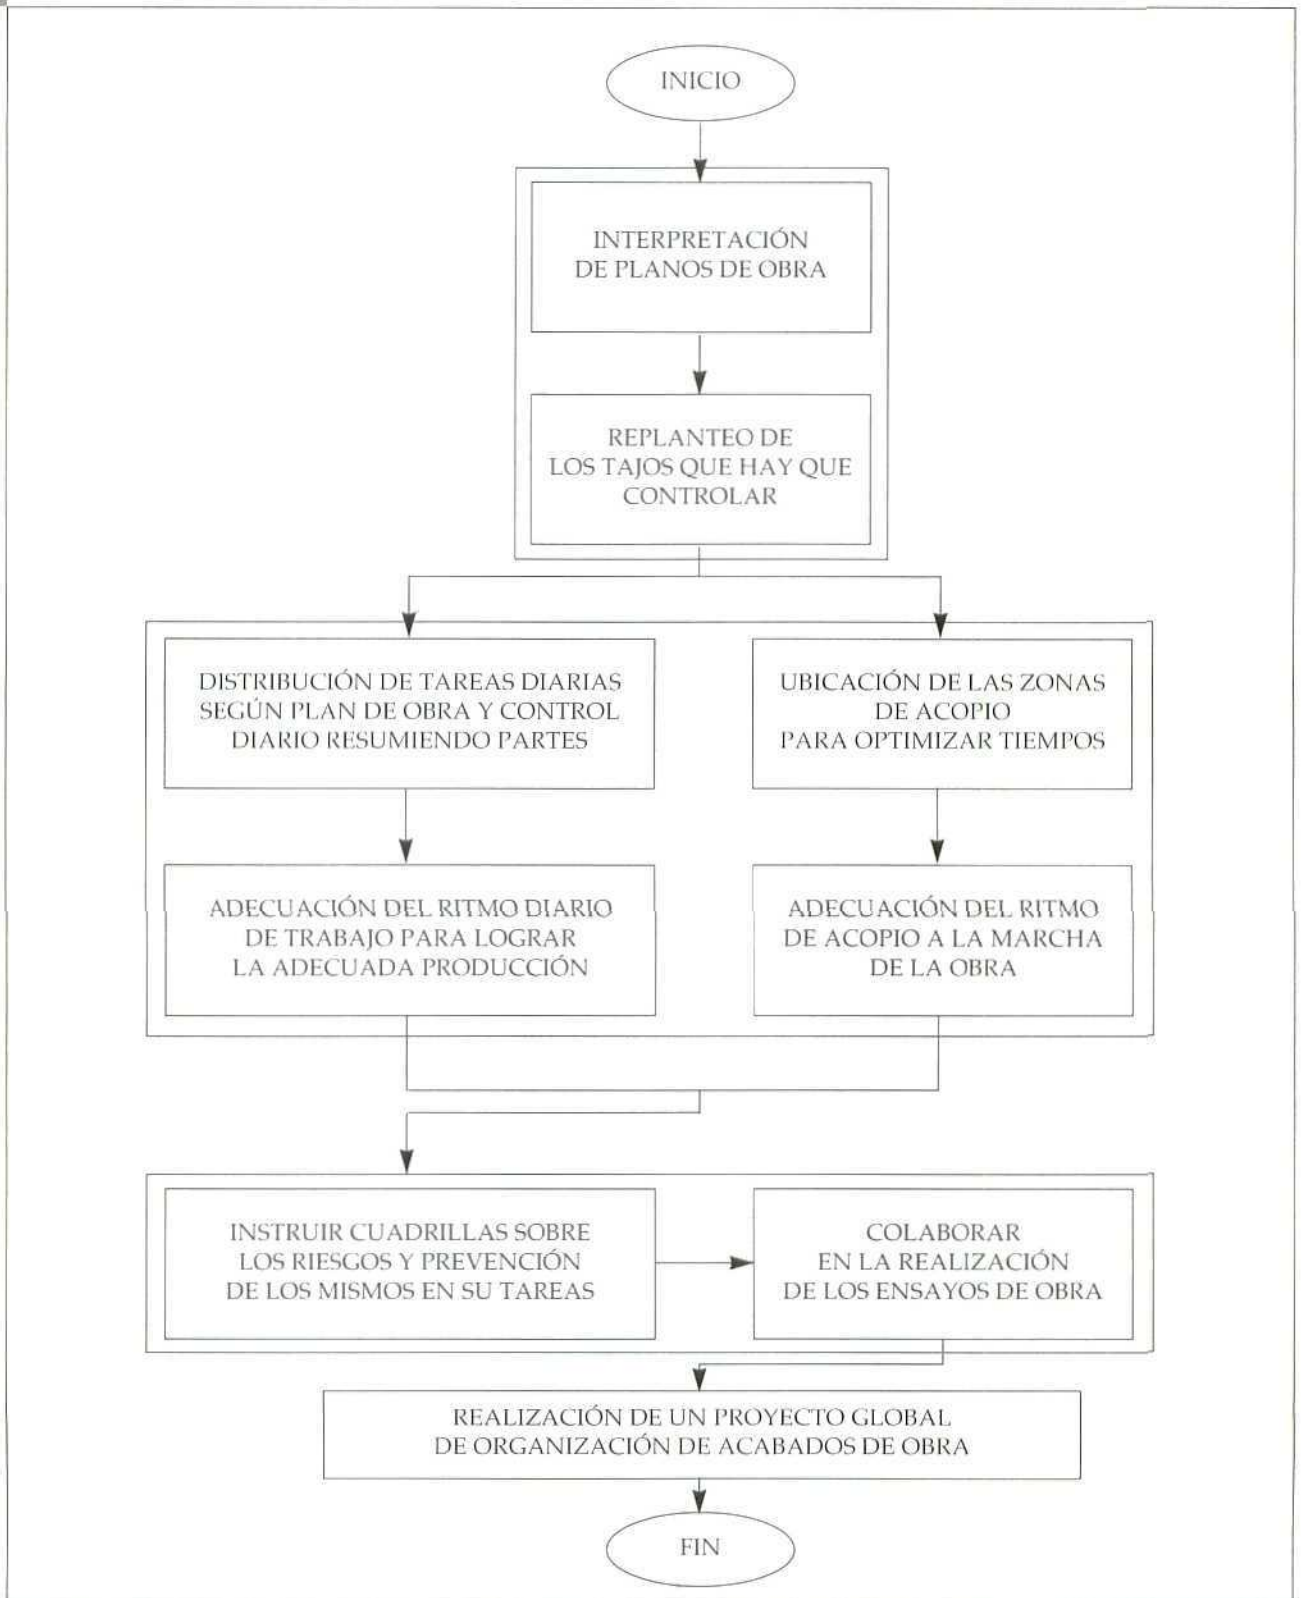 INICIO
INTERPRETACIÓN
DE PLANOS DE OBRA
REPLANTEO DE
LOS TAJOS QUE HAY QUE
CONTROLAR
DISTRIBUCIÓN DE TAREAS DIARIAS
SEGÚN PLAN DE OBRA Y CONTROL
DIARIO RESUMIENDO PARTES
UBICACIÓN DE LAS ZONAS
DE ACOPIO
PARA OPTIMIZAR TIEMPOS
ADECUACIÓN DEL RITMO DIARIO
DE TRABAJO PARA LOGRAR
LA ADECUADA PRODUCCIÓN
ADECUACIÓN DEL RITMO
DE ACOPIO A LA MARCHA
DE LA OBRA
INSTRUIR CUADRILLAS SOBRE
LOS RIESGOS Y PREVENCIÓN
DE LOS MISMOS EN SU TAREAS
COLABORAR
EN LA REALIZACIÓN
DE LOS ENSAYOS DE OBRA
REALIZACIÓN DE UN PROYECTO GLOBAL
DE ORGANIZACIÓN DE ACABADOS DE OBRA
FIN